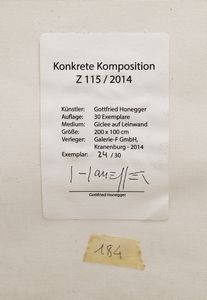 Konkrete Komposition
Z 115 / 2014
Künstler: Gottfried Honegger
Auflage: 30 Exemplare
Medium: Giclee auf Leinwand
Größe: 200 x 100 cm
Verleger: Galerie-F GmbH,
Kranenburg - 2014
Exemplar: 24 / 30
Gottfried Honegger
184